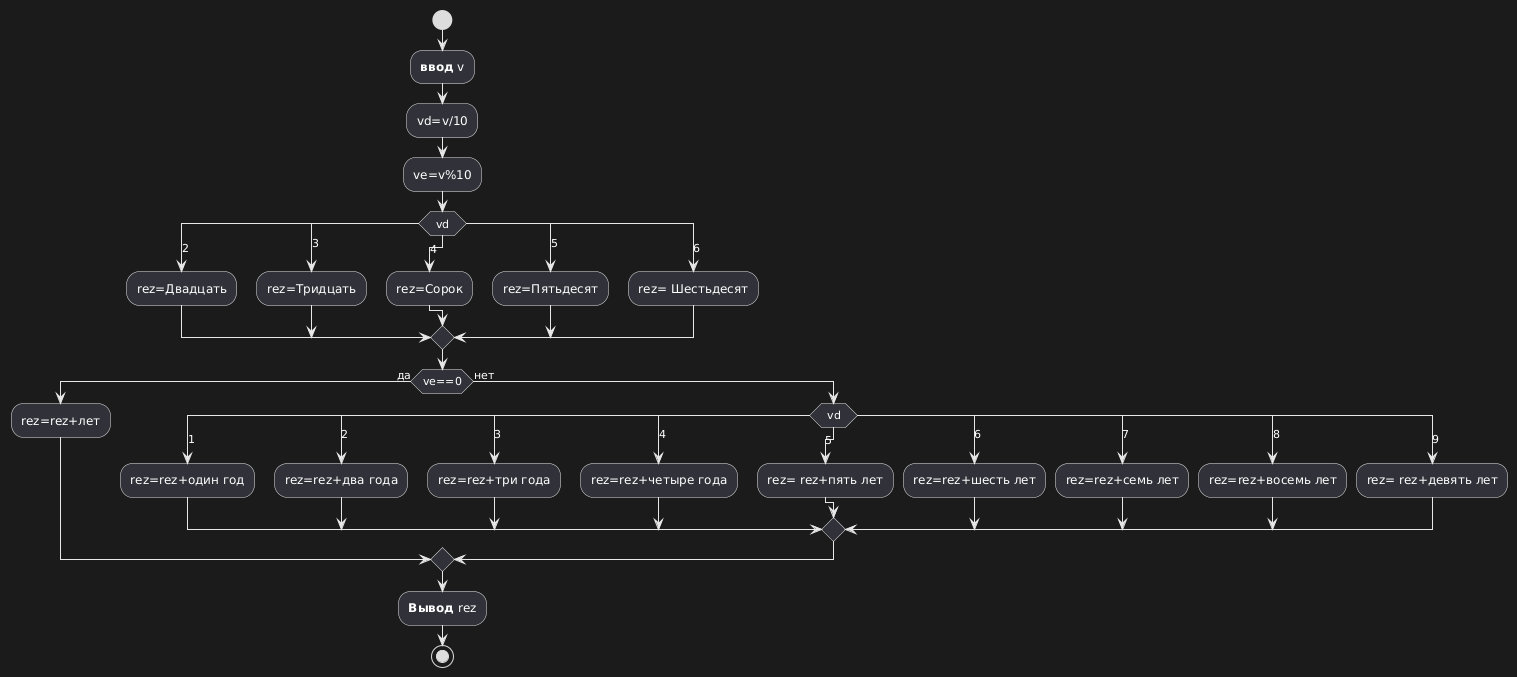 ввод v
vd=v/10
ve=v%10
vd
2
3
4
5
6
rez=Двадцать
rez=Тридцать
rez=Сорок
rez=Пятьдесят
rez= Шестьдесят
да
ve==0
нет
rez=rez+лет
vd
1
2
3
4
5
6
7
8
9
rez=rez+один год
rez=rez+два года
rez=rez+три года
rez=rez+четыре года
rez= rez+пять лет
rez=rez+шесть лет
rez=rez+семь лет
rez=rez+восемь лет
rez= rez+девять лет
Вывод rez